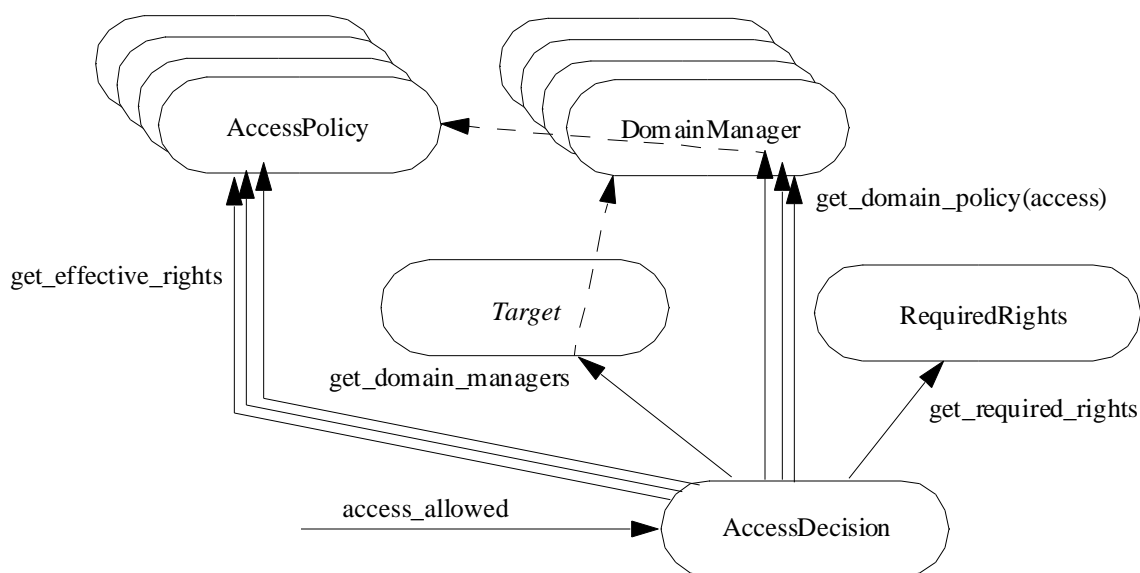 AccessPolicy
DomainManager
get_domain_policy(access)
get_effective_rights
Target
RequiredRights
get_domain_managers
get_required_rights
access_allowed
AccessDecision